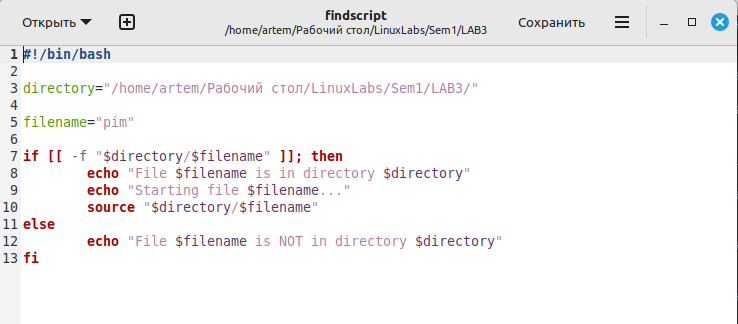 Открыть
findscript
/home/artem/Рабочий стол/LinuxLabs/Sem1/LAB3
Сохранить
1 #!/bin/bash
2
3 directory="/home/artem/Рабочий стол/LinuxLabs/Sem1/LAB3/"
4
5 filename="pim"
6
7 if [[ -f "$directory/$filename" ]]; then
8         echo "File $filename is in directory $directory"
9         echo "Starting file $filename..."
10         source "$directory/$filename"
11 else
12         echo "File $filename is NOT in directory $directory"
13 fi